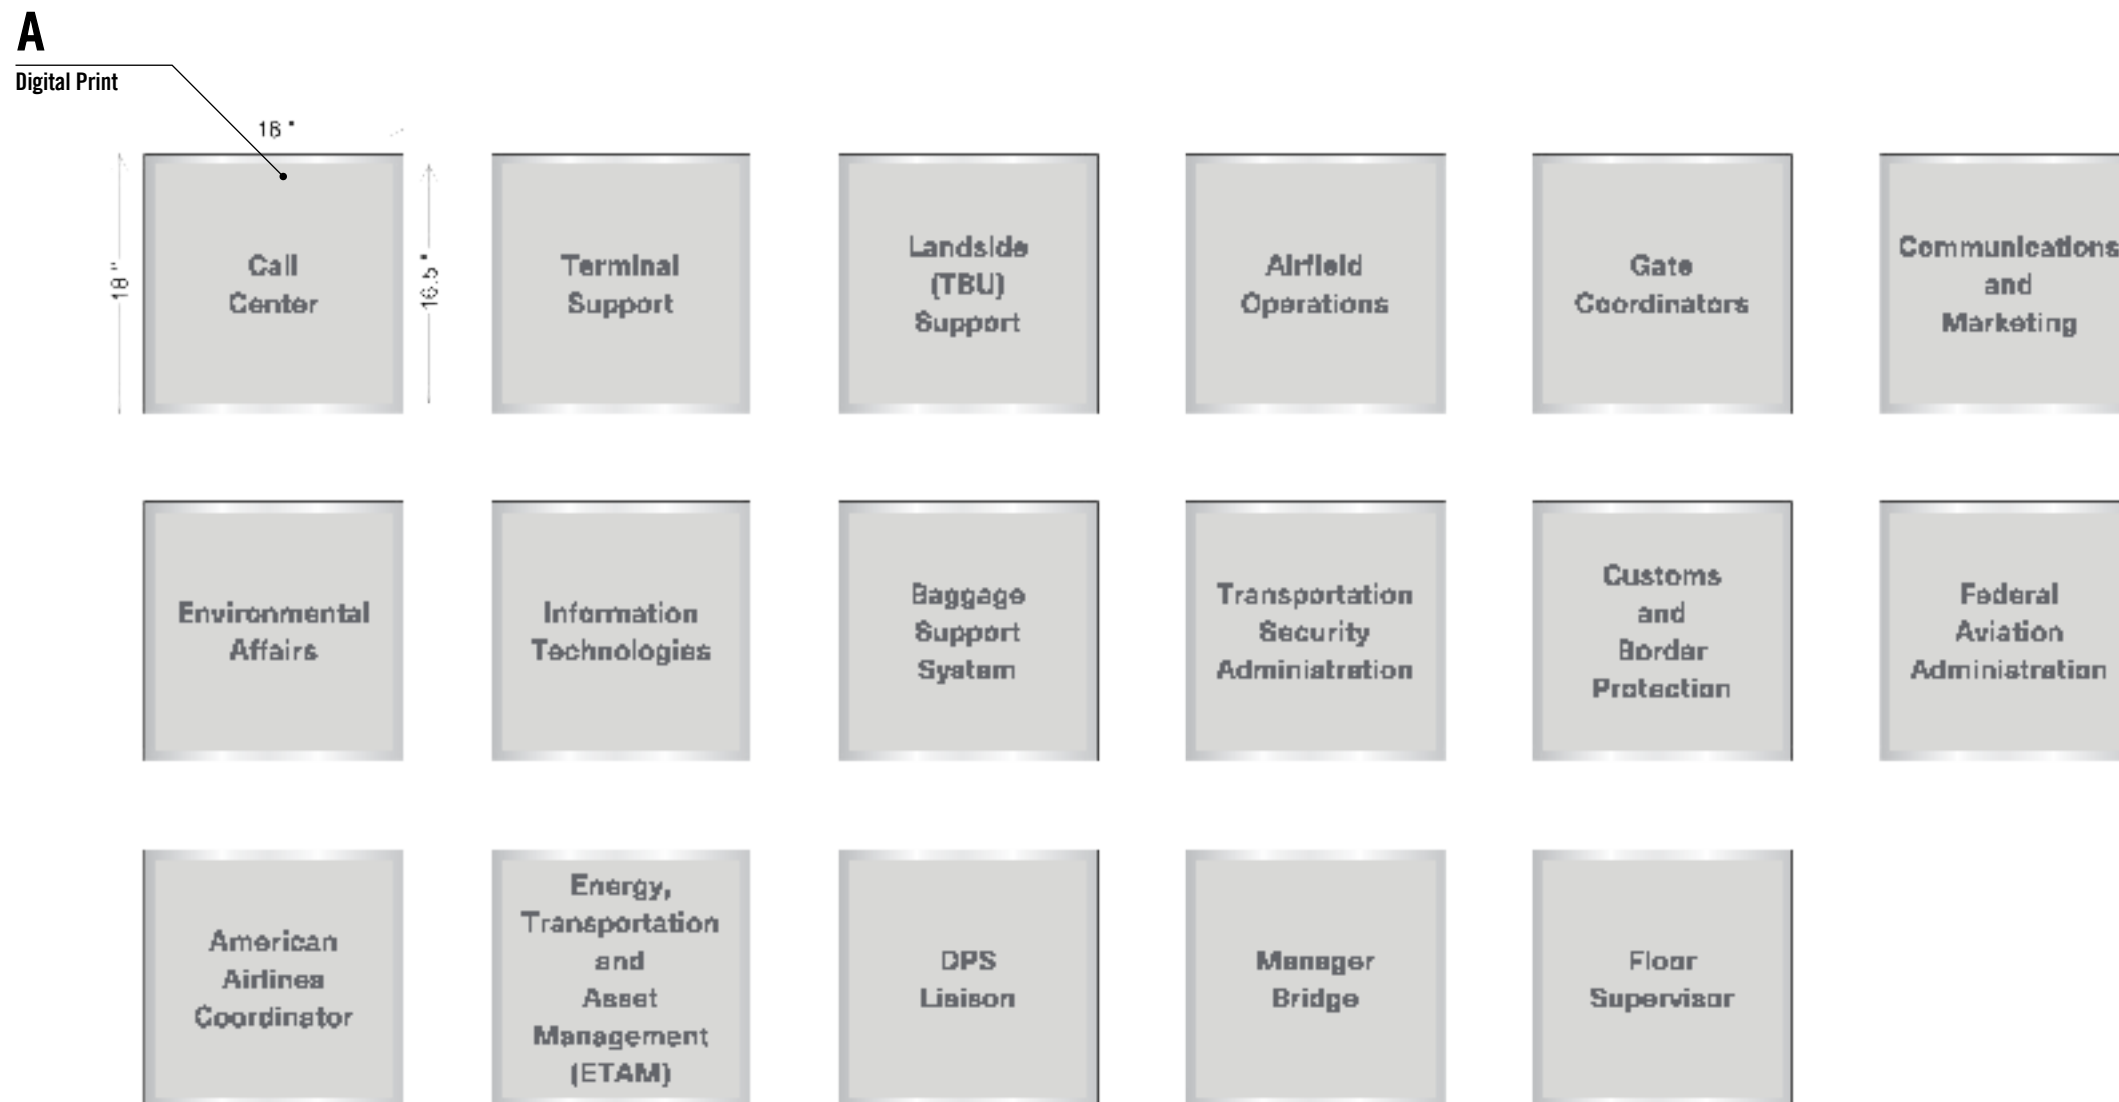 A
Digital Print
18 "
18 "
16.5 "
Call
Center
Terminal
Support
Landside
(TBU)
Support
Airfield
Operations
Gate
Coordinators
Communications
and
Marketing
Environmental
Affairs
Information
Technologies
Baggage
Support
System
Transportation
Security
Administration
Customs
and
Border
Protection
Federal
Aviation
Administration
American
Airlines
Coordinator
Energy,
Transportation
and
Asset
Management
(ETAM)
DPS
Liaison
Manager
Bridge
Floor
Supervisor